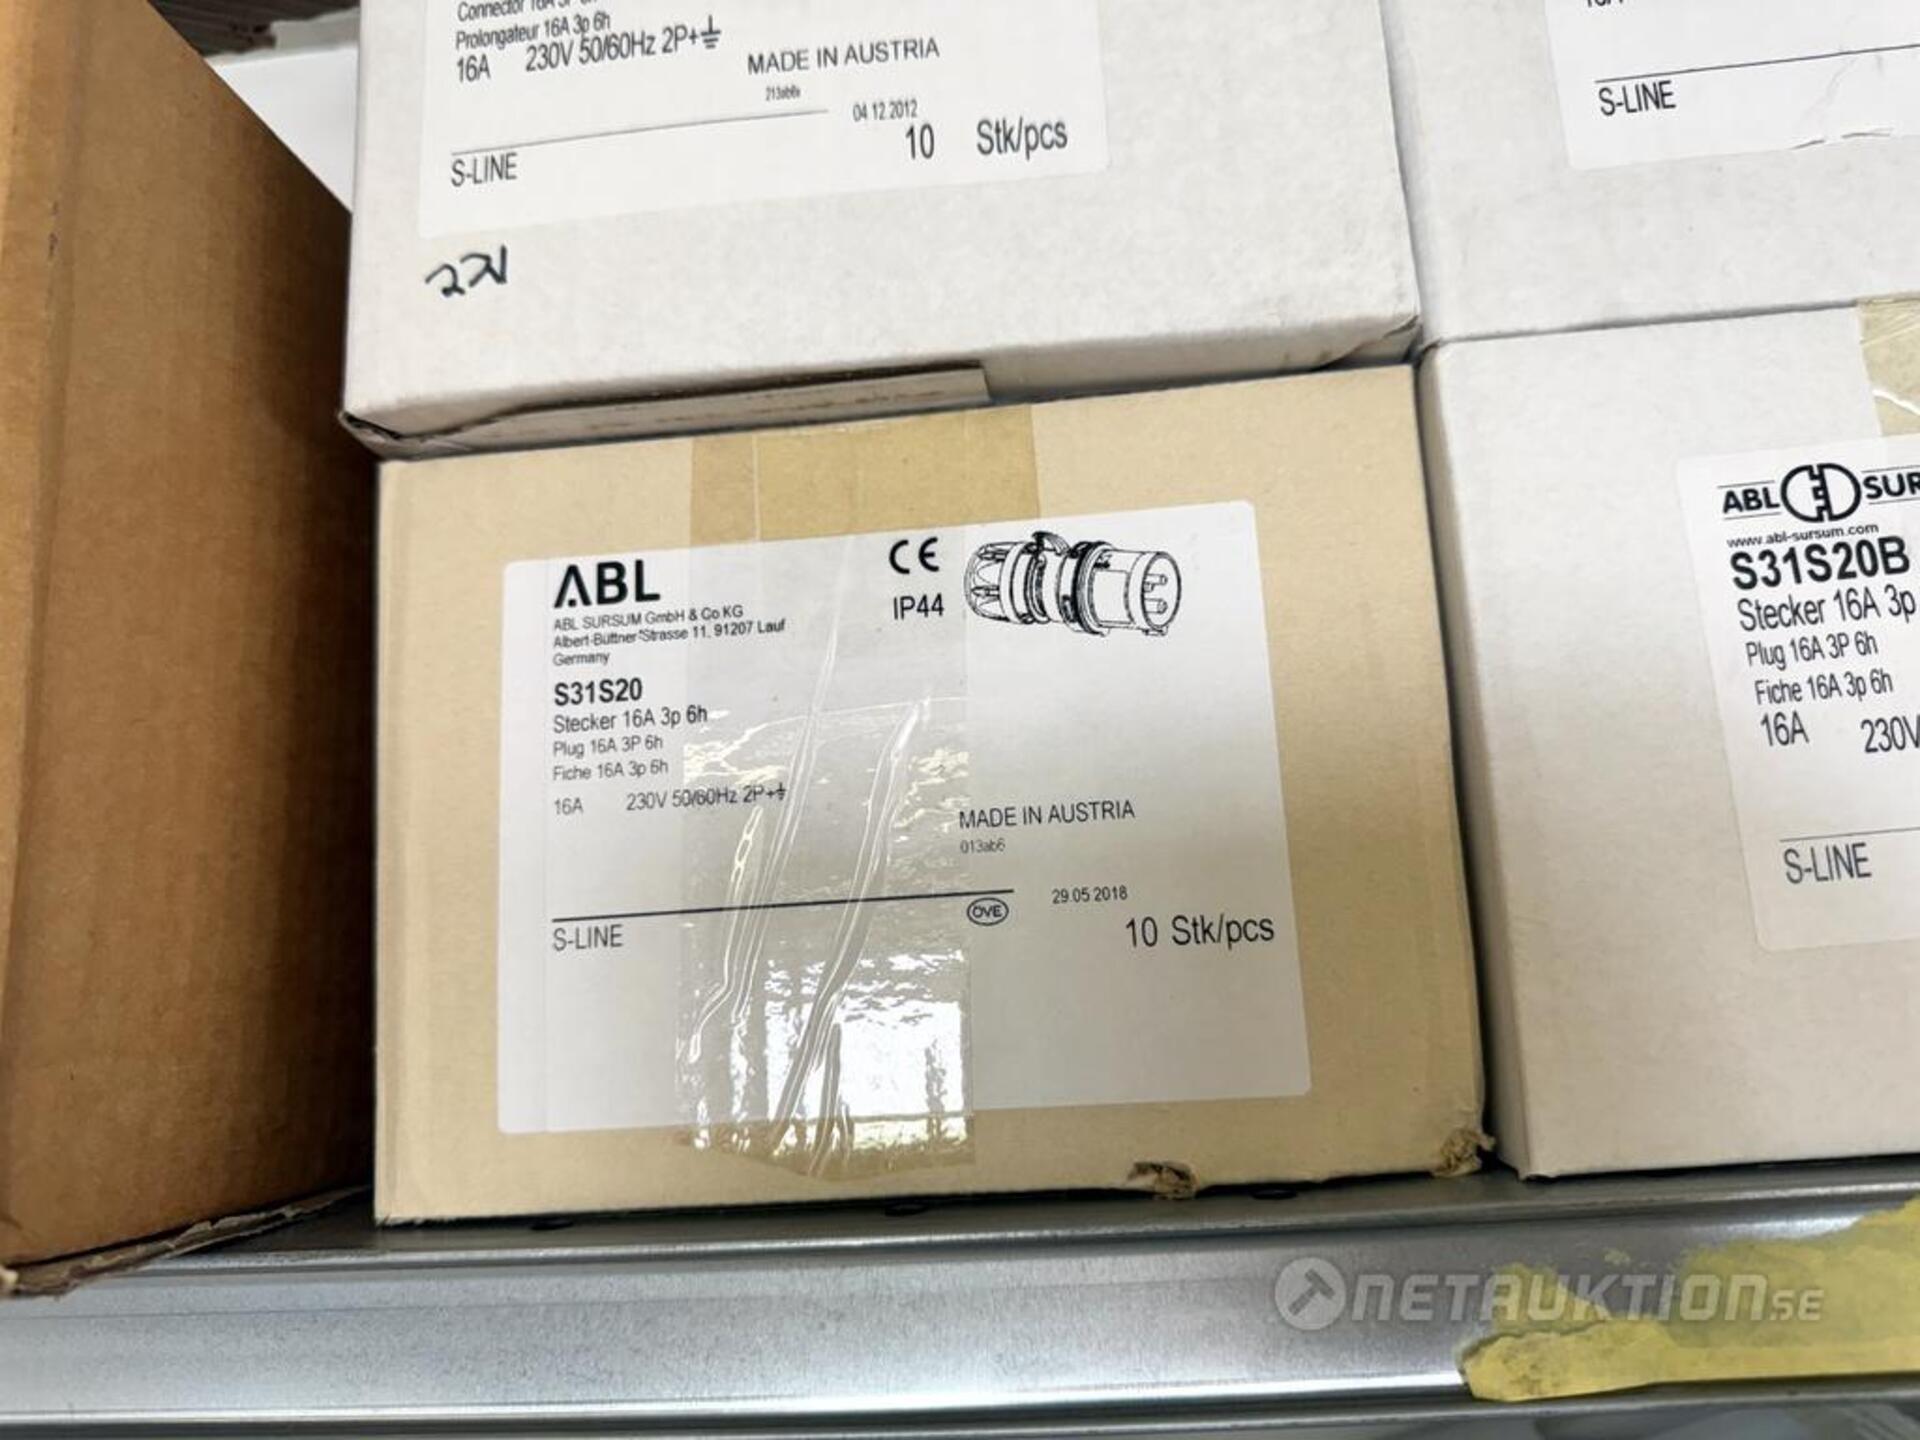 Prolongateur 16A 3p 6h
16A 230V 50/60Hz 2P+
MADE IN AUSTRIA
04 12 2012
S-LINE
10 Stk/pcs
S-LINE
ABL
CE
IP44
ABL SURSUM GmbH & Co KG
Albert-Büttner-Strasse 11, 91207 Lauf
Germany
S31S20
Stecker 16A 3p 6h
Plug 16A 3P 6h
Fiche 16A 3p 6h
16A 230V 50/60Hz 2P+
MADE IN AUSTRIA
013ab6
29.05 2018
OVE
S-LINE
10 Stk/pcs
ABL SUR
www.abl-sursum.com
S31S20B
Stecker 16A 3p
Plug 16A 3P 6h
Fiche 16A 3p 6h
16A 230V
S-LINE
NETAUKTION.SE